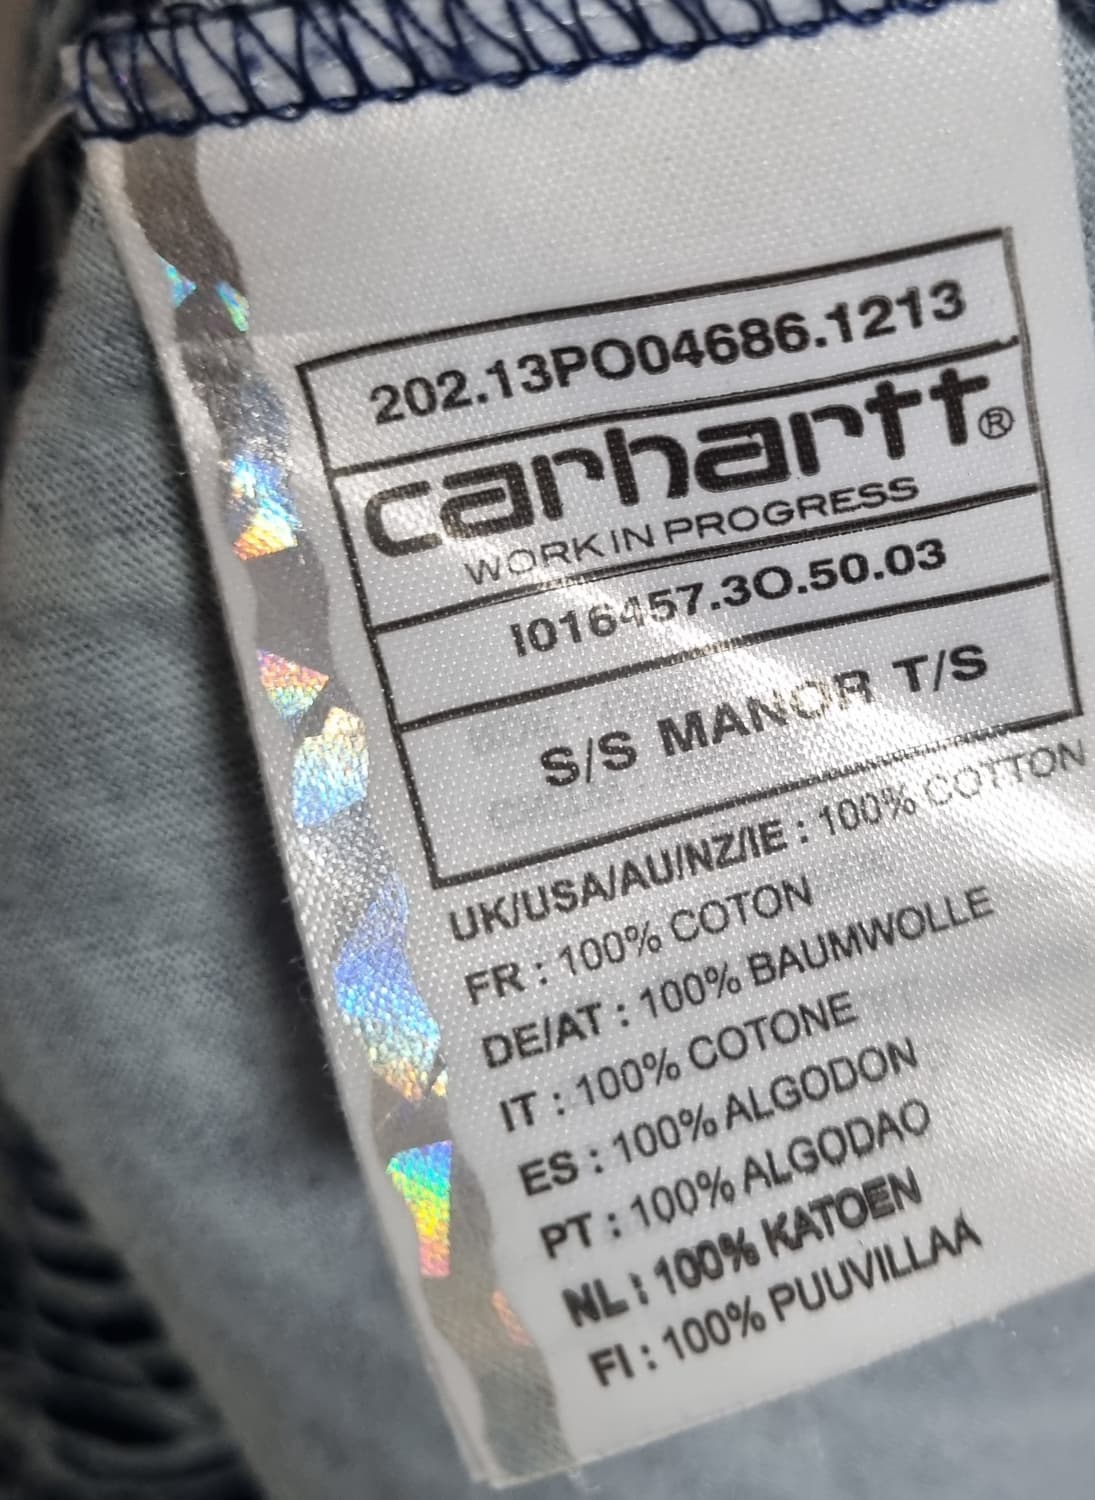 202.13PO04686.1213
carhartt®
WORK IN PROGRESS
I016457.3O.50.03
S/S MANOR T/S
UK/USA/AU/NZ/IE : 100% COTTON
FR : 100% COTON
DE/AT : 100% BAUMWOLLE
IT : 100% COTONE
ES : 100% ALGODON
PT : 100% ALGODAO
NL : 100% KATOEN
FI : 100% PUUVILLAA